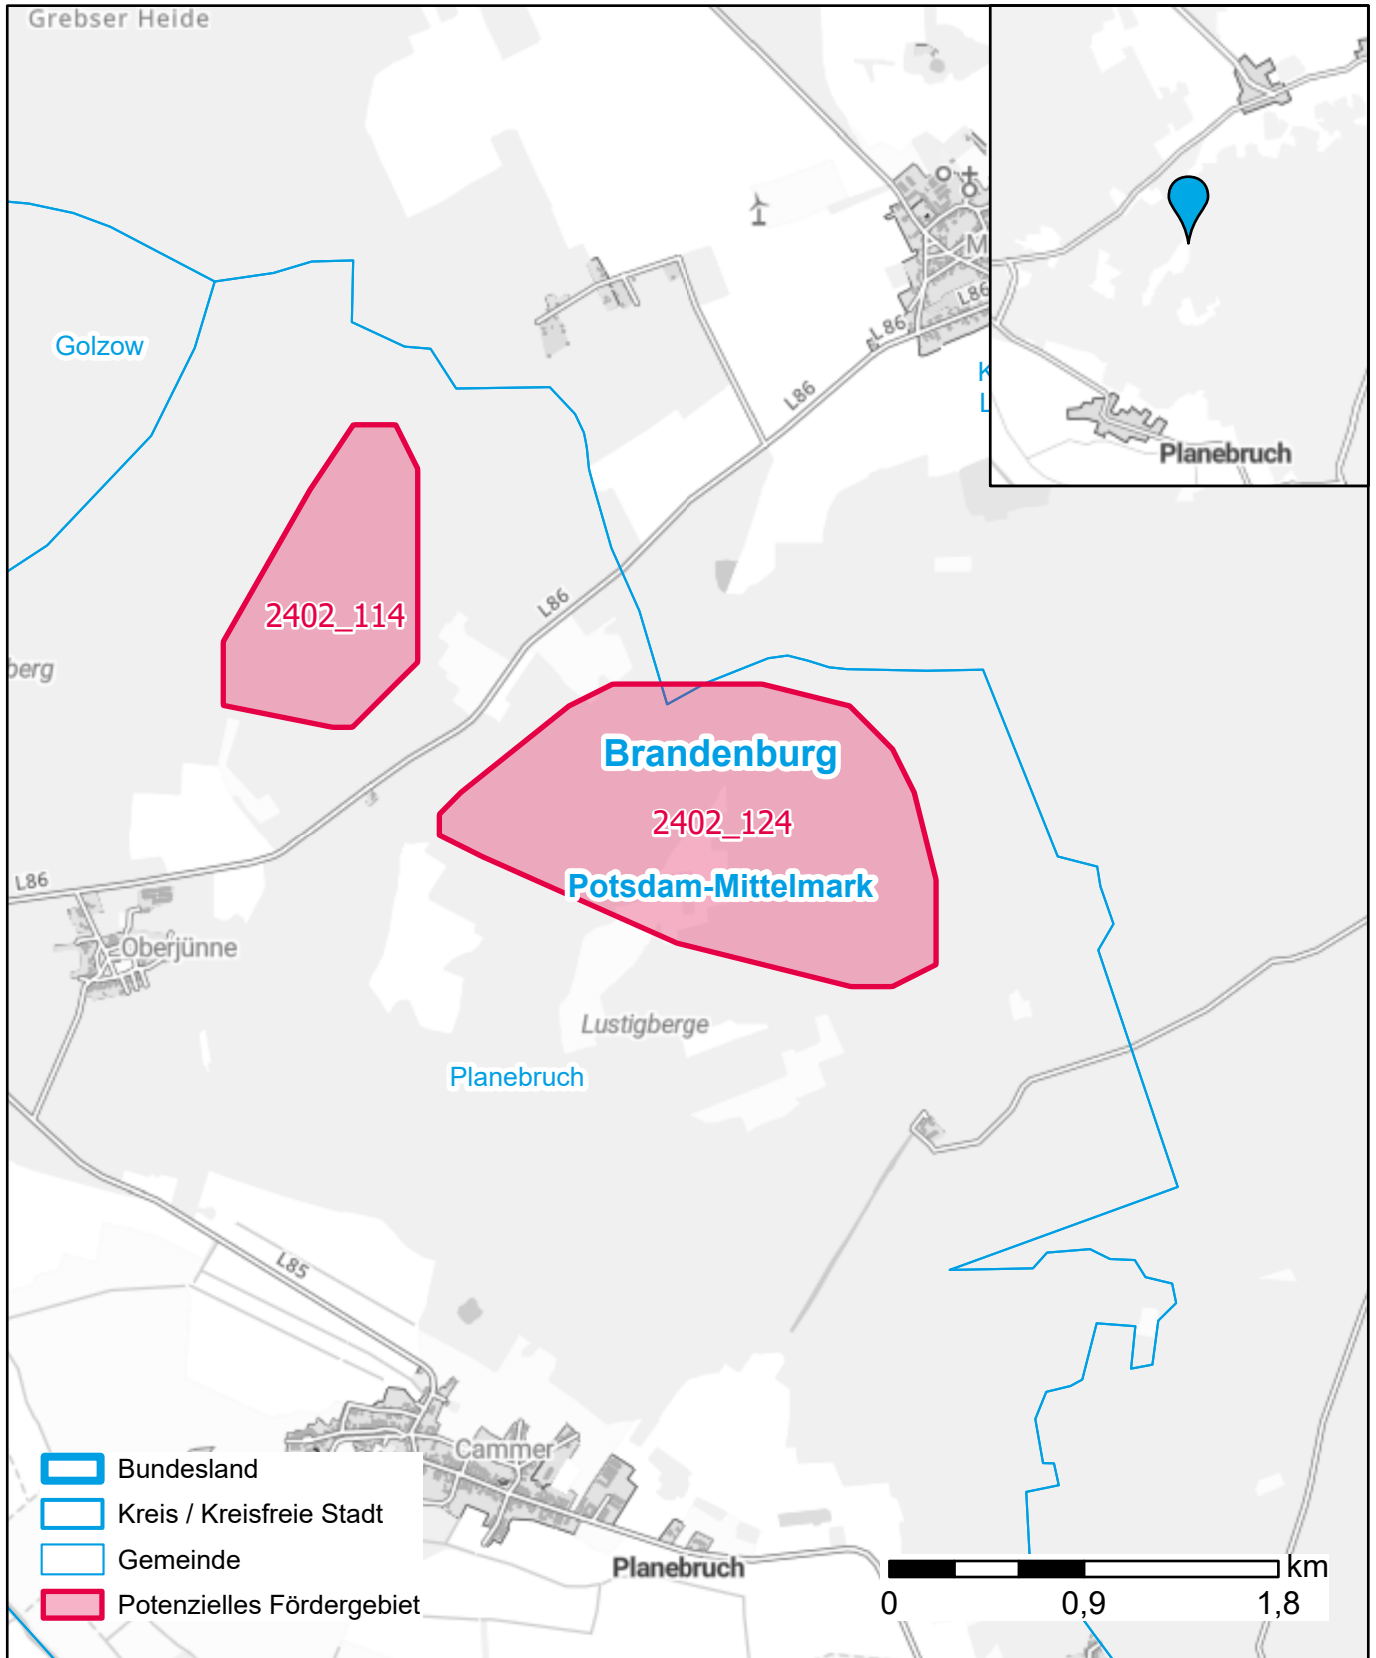 Grebser Heide
Golzow
M
L86
L86
K
L
L86
Planebruch
2402_114
L86
berg
Brandenburg
2402_124
Potsdam-Mittelmark
L86
Oberjünne
Lustigberge
Planebruch
L85
Cammer
Planebruch
Bundesland
Kreis / Kreisfreie Stadt
Gemeinde
Potenzielles Fördergebiet
km
0 0,9 1,8